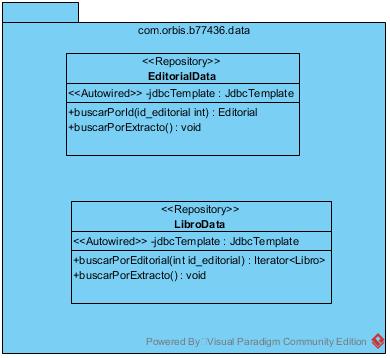 com.orbis.b77436.data
<<Repository>>
EditorialData
<<Autowired>> -jdbcTemplate : JdbcTemplate
+buscarPorId(id_editorial int) : Editorial
+buscarPorExtracto() : void
<<Repository>>
LibroData
<<Autowired>> -jdbcTemplate : JdbcTemplate
+buscarPorEditorial(int id_editorial) : Iterator<Libro>
+buscarPorExtracto() : void
Powered By Visual Paradigm Community Edition